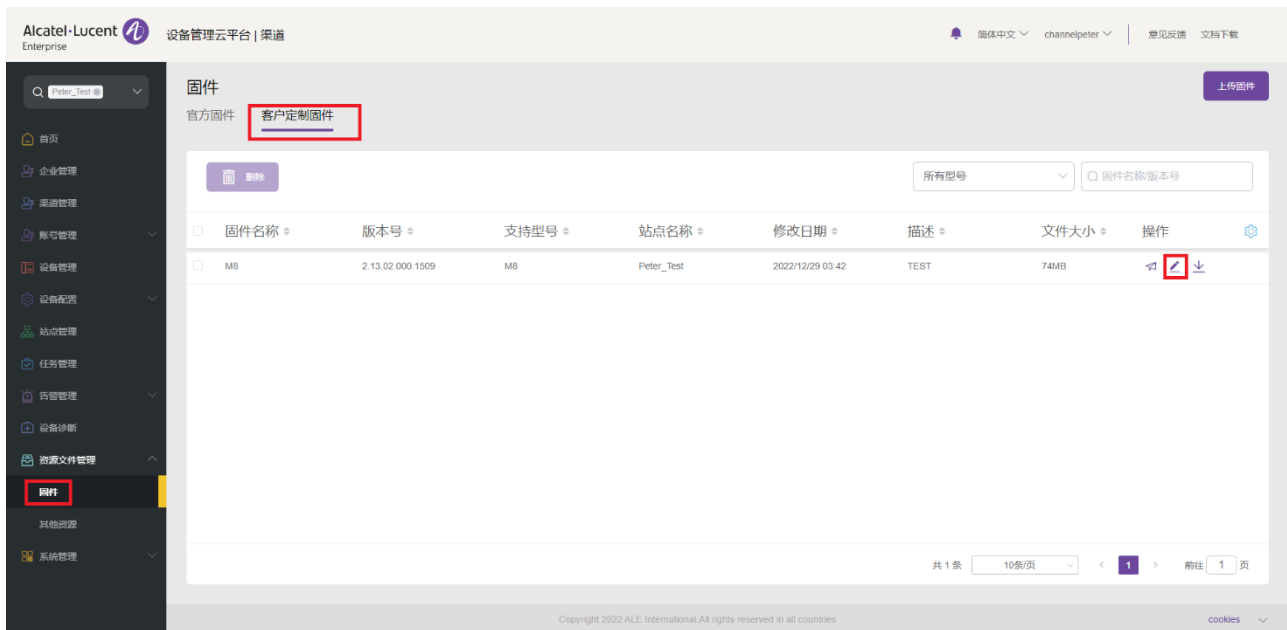 Alcatel·Lucent
Enterprise
设备管理云平台 | 渠道
简体中文 channelpeter 意见反馈 文档下载
Peter_Test
首页
企业管理
渠道管理
账号管理
设备管理
设备配置
站点管理
任务管理
告警管理
设备诊断
资源文件管理
固件
其他资源
系统管理
固件
上传固件
官方固件 客户定制固件
删除
所有型号 固件名称/版本号
固件名称 版本号 支持型号 站点名称 修改日期 描述 文件大小 操作
M8 2.13.02.000.1509 M8 Peter_Test 2022/12/29 03:42 TEST 74MB
共 1 条 10条/页 1 前往 1 页
Copyright 2022 ALE International.All rights reserved in all countries
cookies